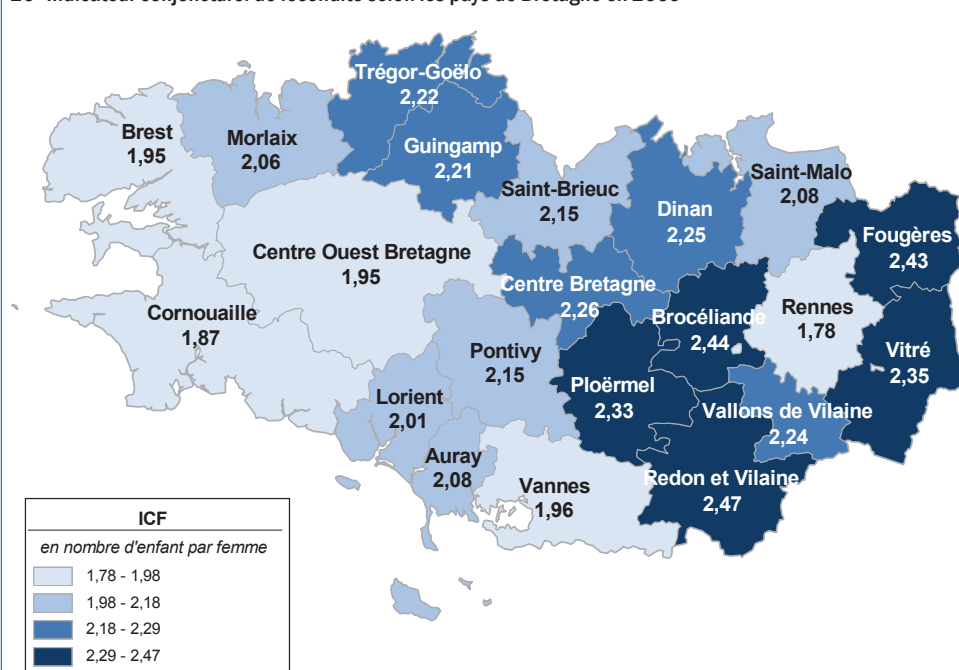 Trégor-Goëlo
2,22
Brest
1,95
Morlaix
2,06
Guingamp
2,21
Saint-Brieuc
2,15
Dinan
2,25
Saint-Malo
2,08
Fougères
2,43
Centre Ouest Bretagne
1,95
Centre Bretagne
2,26
Brocéliande
2,44
Rennes
1,78
Vitré
2,35
Cornouaille
1,87
Pontivy
2,15
Ploërmel
2,33
Lorient
2,01
Vallons de Vilaine
2,24
Auray
2,08
Vannes
1,96
Redon et Vilaine
2,47
ICF
en nombre d'enfant par femme
1,78 - 1,98
1,98 - 2,18
2,18 - 2,29
2,29 - 2,47